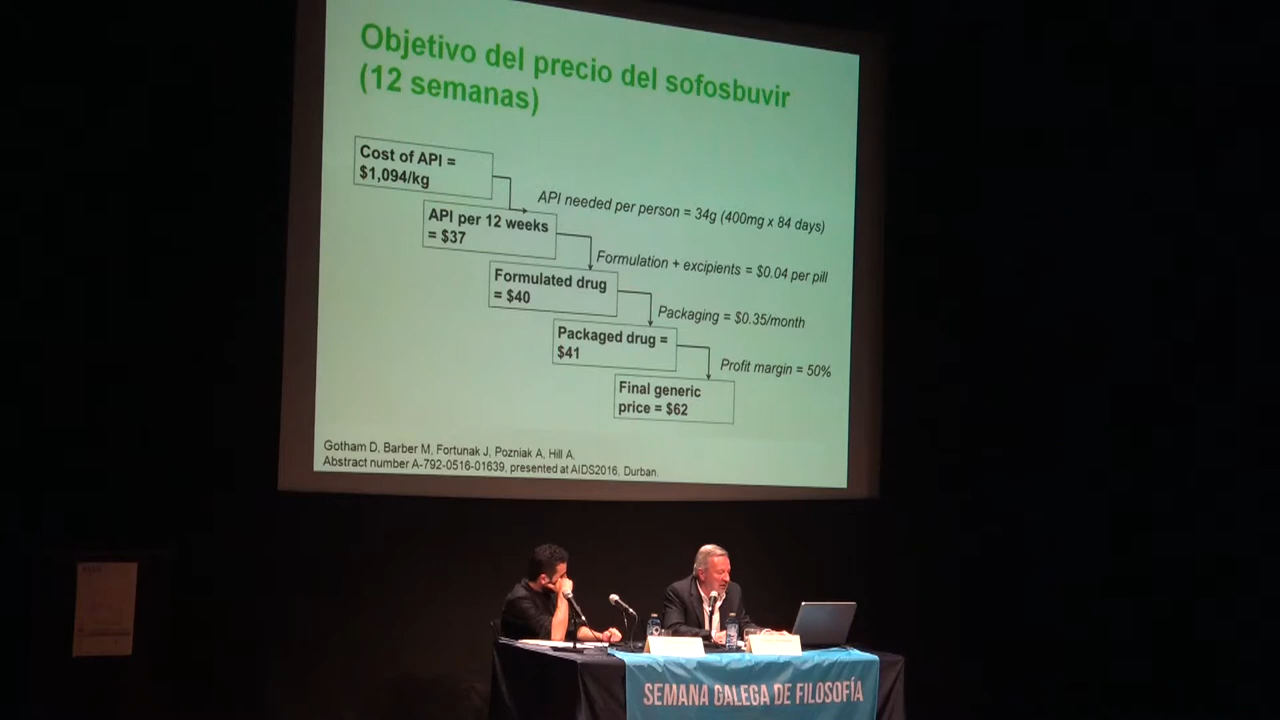 Objetivo del precio del sofosbuvir
(12 semanas)
Cost of API =
$1,094/kg
API needed per person = 34g (400mg x 84 days)
API per 12 weeks
= $37
Formulation + excipients = $0.04 per pill
Formulated drug
= $40
Packaging = $0.35/month
Packaged drug =
$41
Profit margin = 50%
Final generic
price = $62
Gotham D, Barber M, Fortunak J, Pozniak A, Hill A.
Abstract number A-792-0516-01639, presented at AIDS2016, Durban.
SEMANA GALEGA DE FILOSOFÍA